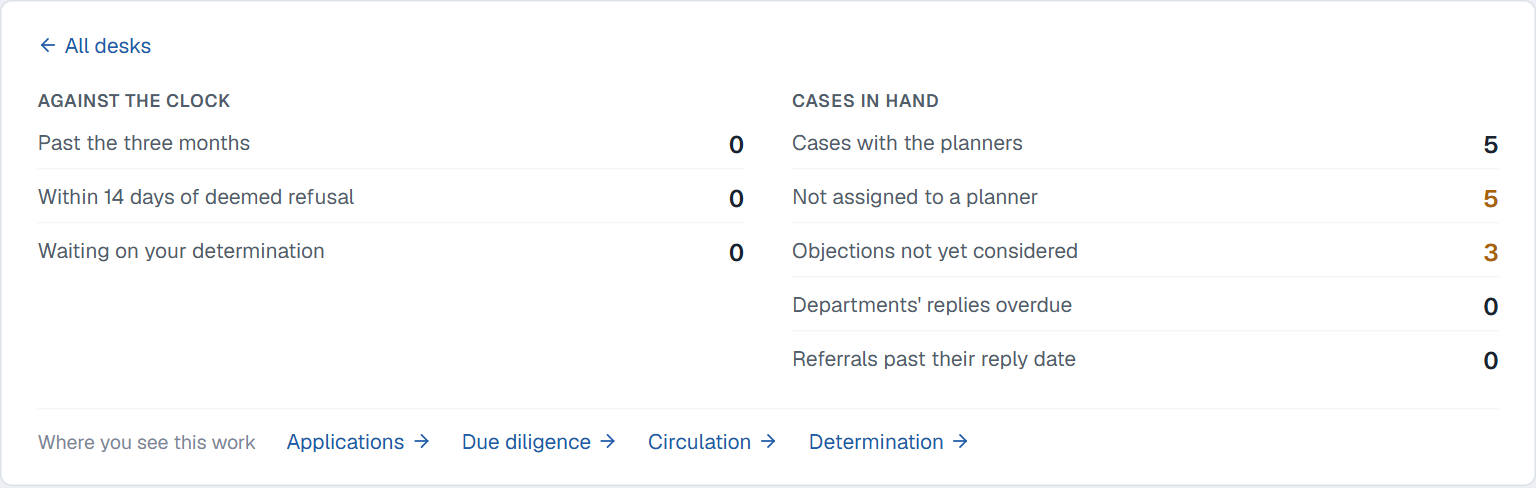 ← All desks
AGAINST THE CLOCK
Past the three months 0
Within 14 days of deemed refusal 0
Waiting on your determination 0
CASES IN HAND
Cases with the planners 5
Not assigned to a planner 5
Objections not yet considered 3
Departments' replies overdue 0
Referrals past their reply date 0
Where you see this work Applications → Due diligence → Circulation → Determination →